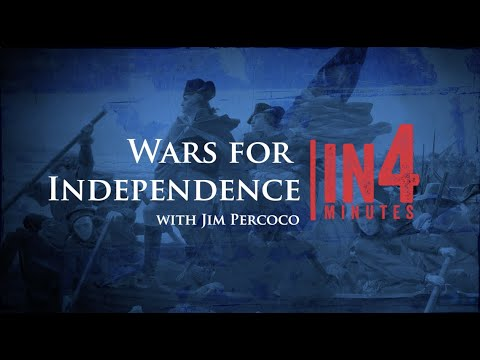 Wars for
Independence
with Jim Percoco
IN4
MINUTES